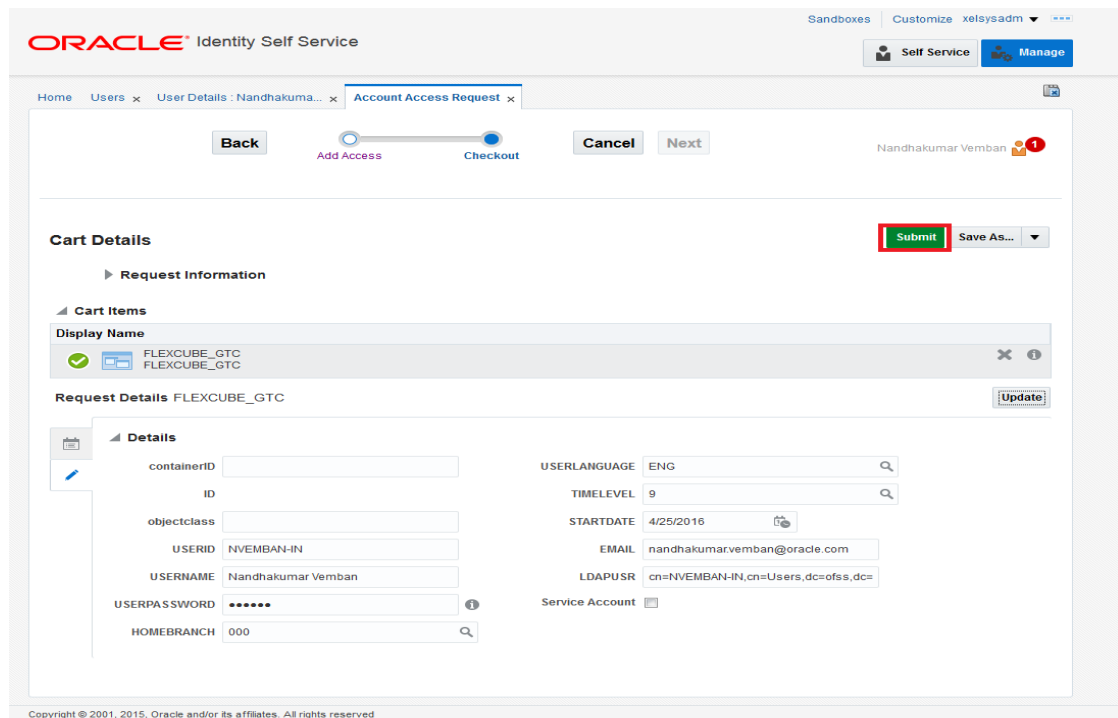 Sandboxes Customize xelsysadm
ORACLE Identity Self Service
Self Service Manage
Home Users x User Details : Nandhakuma... x Account Access Request x
Back Add Access Checkout Cancel Next Nandhakumar Vemban 1
Cart Details Submit Save As...
Request Information
Cart Items
Display Name
FLEXCUBE_GTC
FLEXCUBE_GTC
Request Details FLEXCUBE_GTC Update
Details
containerID
ID
objectclass
USERID NVEMBAN-IN
USERNAME Nandhakumar Vemban
USERPASSWORD ••••••
HOMEBRANCH 000
USERLANGUAGE ENG
TIMELEVEL 9
STARTDATE 4/25/2016
EMAIL nandhakumar.vemban@oracle.com
LDAPUSR cn=NVEMBAN-IN,cn=Users,dc=ofss,dc=
Service Account
Copyright © 2001, 2015, Oracle and/or its affiliates. All rights reserved